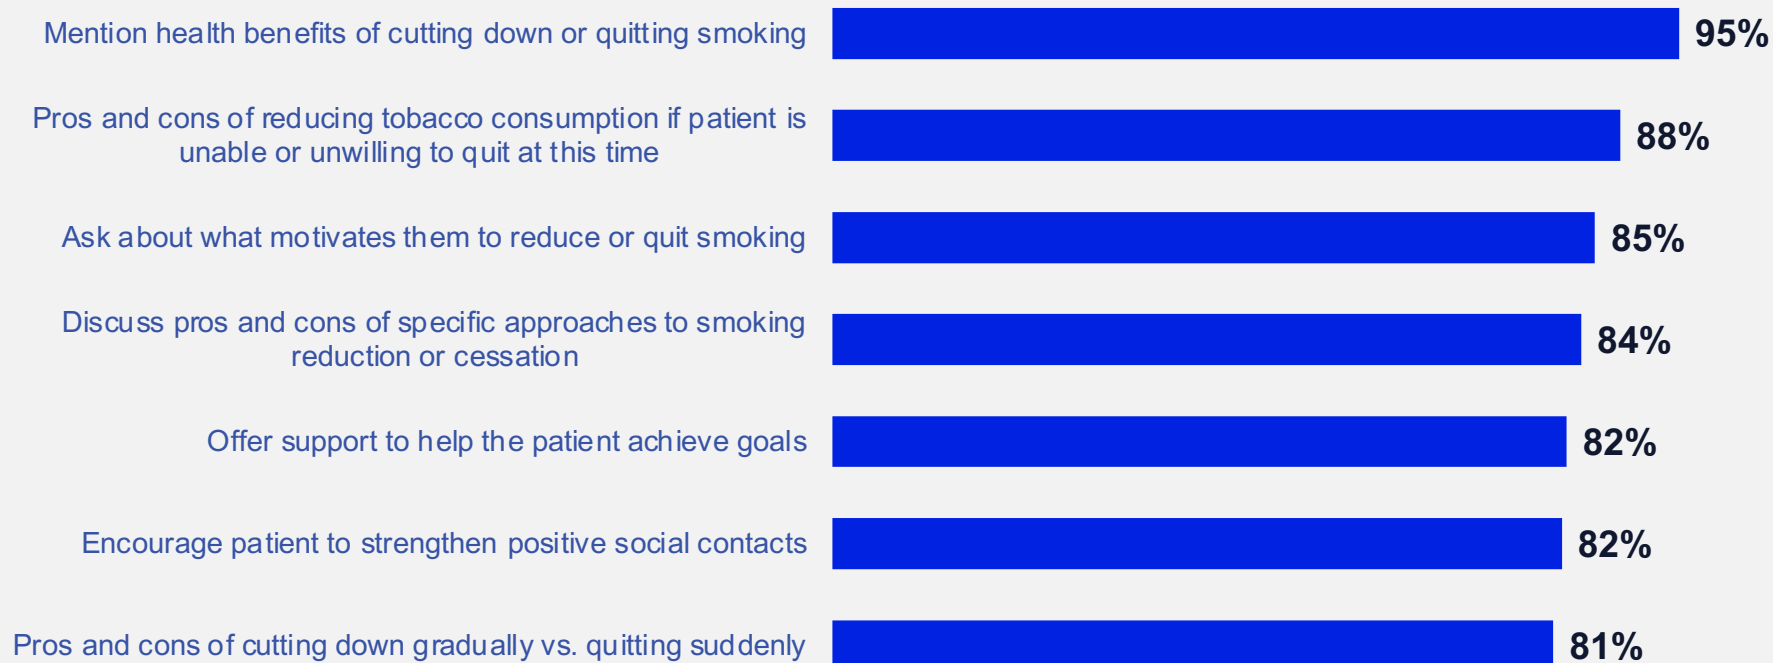 Mention health benefits of cutting down or quitting smoking
95%
Pros and cons of reducing tobacco consumption if patient is
unable or unwilling to quit at this time
88%
Ask about what motivates them to reduce or quit smoking
85%
Discuss pros and cons of specific approaches to smoking
reduction or cessation
84%
Offer support to help the patient achieve goals
82%
Encourage patient to strengthen positive social contacts
82%
Pros and cons of cutting down gradually vs. quitting suddenly
81%